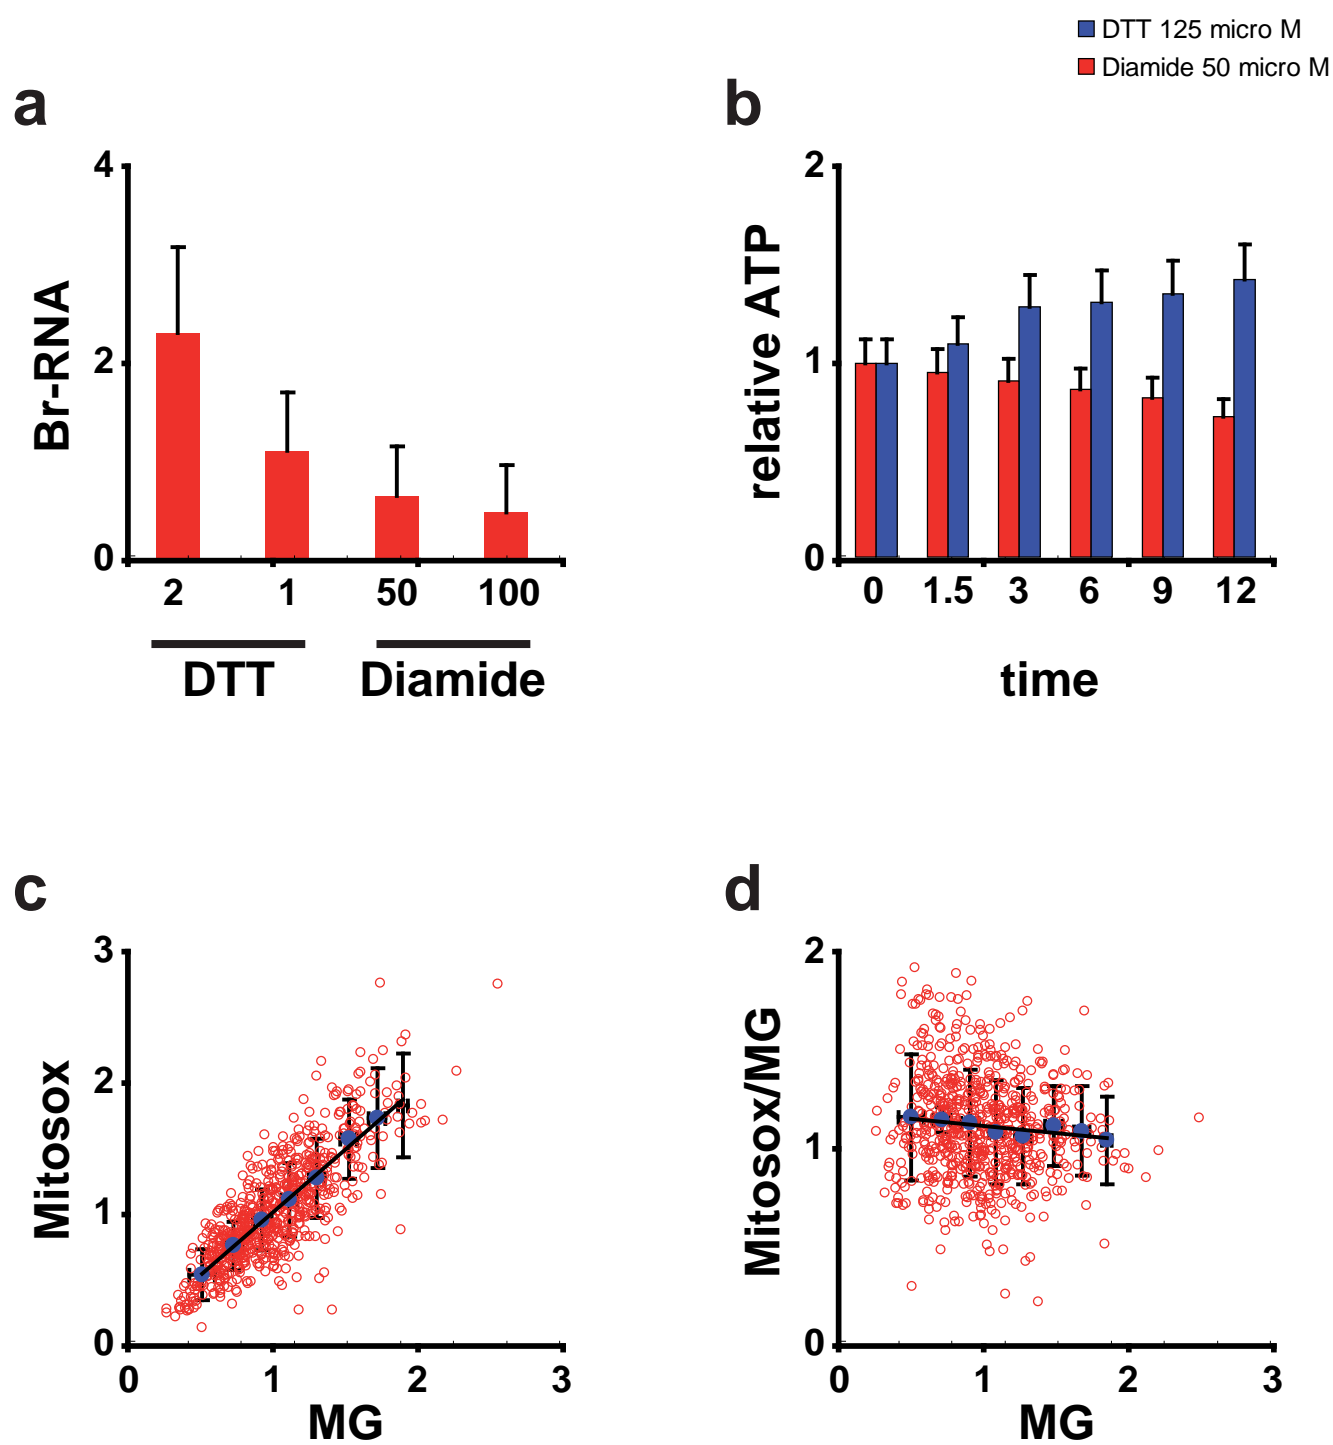 DTT 125 micro M
Diamide 50 micro M
a
b
4
2
0
Br-RNA
2 1 50 100
DTT Diamide
2
1
0
relative ATP
0 1.5 3 6 9 12
time
c
d
3
2
1
0
Mitosox
0 1 2 3
MG
2
1
0
Mitosox/MG
0 1 2 3
MG